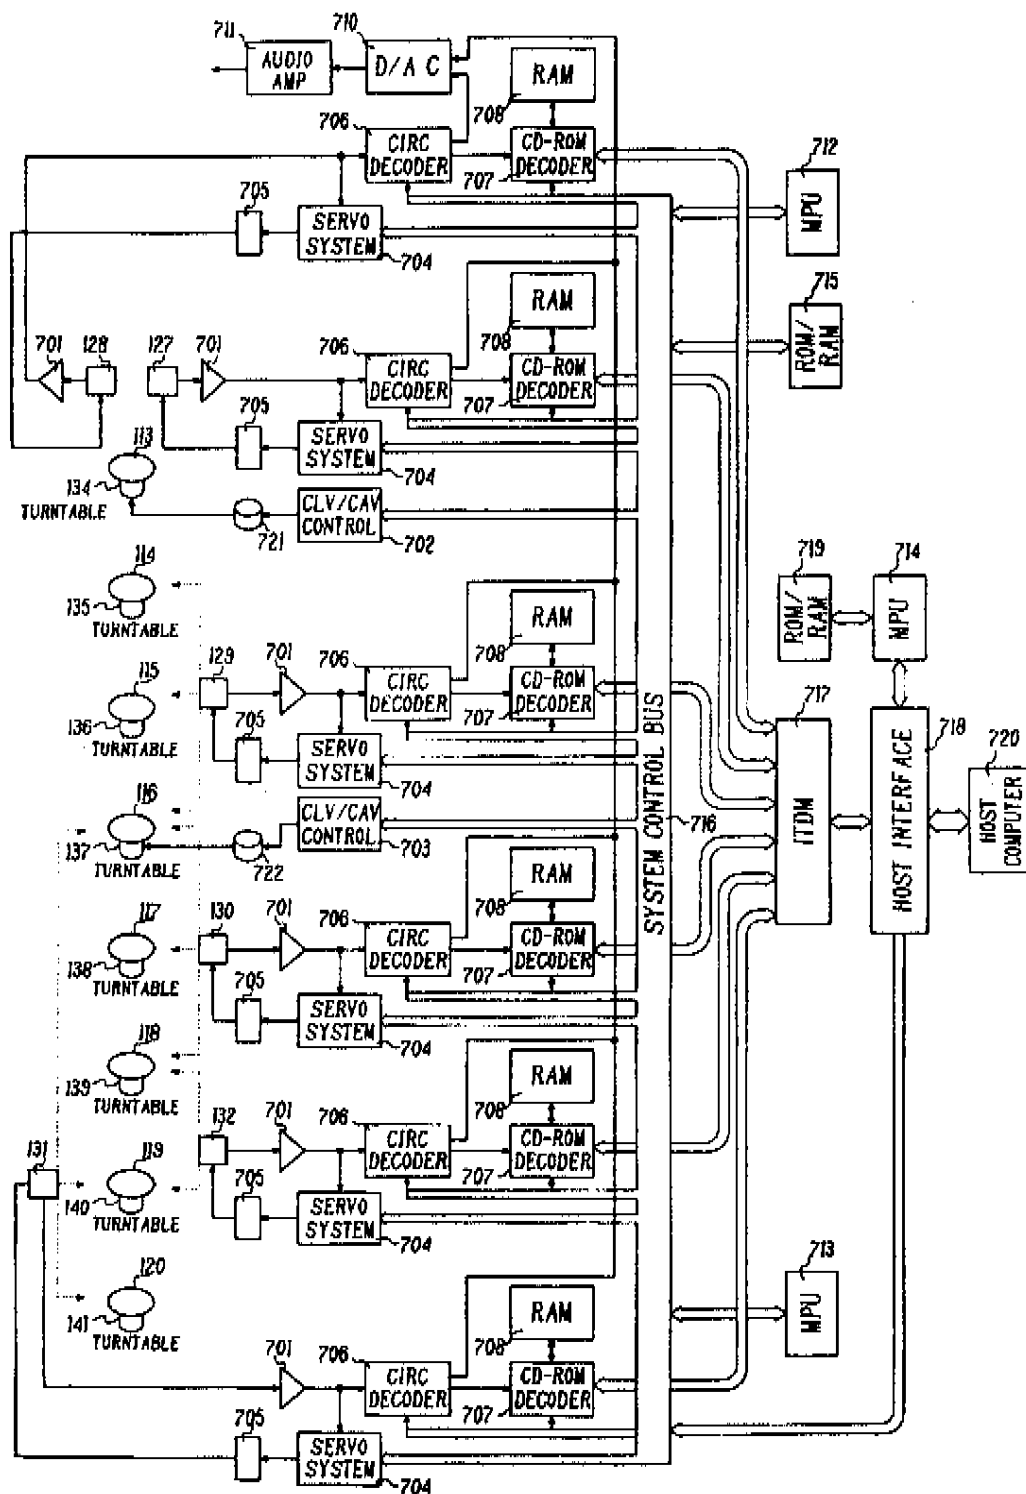 711
AUDIO
AMP
710
D/A C
RAM
708
706
CIRC
DECODER
CD-ROM
DECODER
707
712
MPU
705
SERVO
SYSTEM
704
RAM
708
715
ROM/
RAM
701
128
127
701
706
CIRC
DECODER
CD-ROM
DECODER
707
705
SERVO
SYSTEM
704
113
134
TURNTABLE
721
CLV/CAV
CONTROL
702
114
135
TURNTABLE
RAM
708
719
ROM/
RAM
714
MPU
115
136
TURNTABLE
129
701
706
CIRC
DECODER
CD-ROM
DECODER
707
705
SERVO
SYSTEM
704
SYSTEM CONTROL BUS
716
717
ITDM
718
HOST INTERFACE
720
HOST
COMPUTER
116
137
TURNTABLE
722
CLV/CAV
CONTROL
703
RAM
708
117
138
TURNTABLE
130
701
706
CIRC
DECODER
CD-ROM
DECODER
707
705
SERVO
SYSTEM
704
118
139
TURNTABLE
RAM
708
131
119
140
TURNTABLE
132
701
706
CIRC
DECODER
CD-ROM
DECODER
707
705
SERVO
SYSTEM
704
120
141
TURNTABLE
RAM
708
713
MPU
701
706
CIRC
DECODER
CD-ROM
DECODER
707
705
SERVO
SYSTEM
704